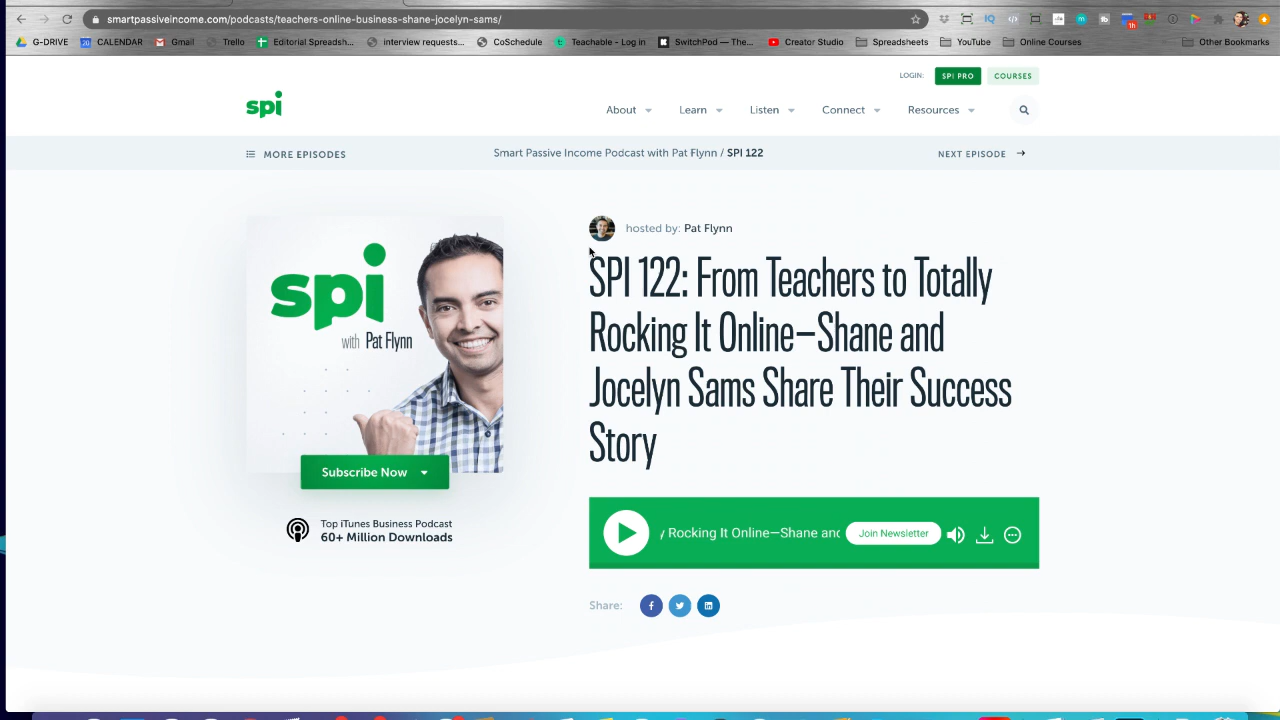 smartpassiveincome.com/podcasts/teachers-online-business-shane-jocelyn-sams/
G-DRIVE
CALENDAR
Gmail
Trello
Editorial Spreadsh...
interview requests...
CoSchedule
Teachable – Log in
SwitchPod — The...
Creator Studio
Spreadsheets
YouTube
Online Courses
Other Bookmarks
LOGIN: SPI PRO COURSES
spi
About Learn Listen Connect Resources
MORE EPISODES
Smart Passive Income Podcast with Pat Flynn / SPI 122
NEXT EPISODE
spi
with Pat Flynn
Subscribe Now
Top iTunes Business Podcast
60+ Million Downloads
hosted by: Pat Flynn
SPI 122: From Teachers to Totally
Rocking It Online—Shane and
Jocelyn Sams Share Their Success
Story
y Rocking It Online—Shane and
Join Newsletter
Share: